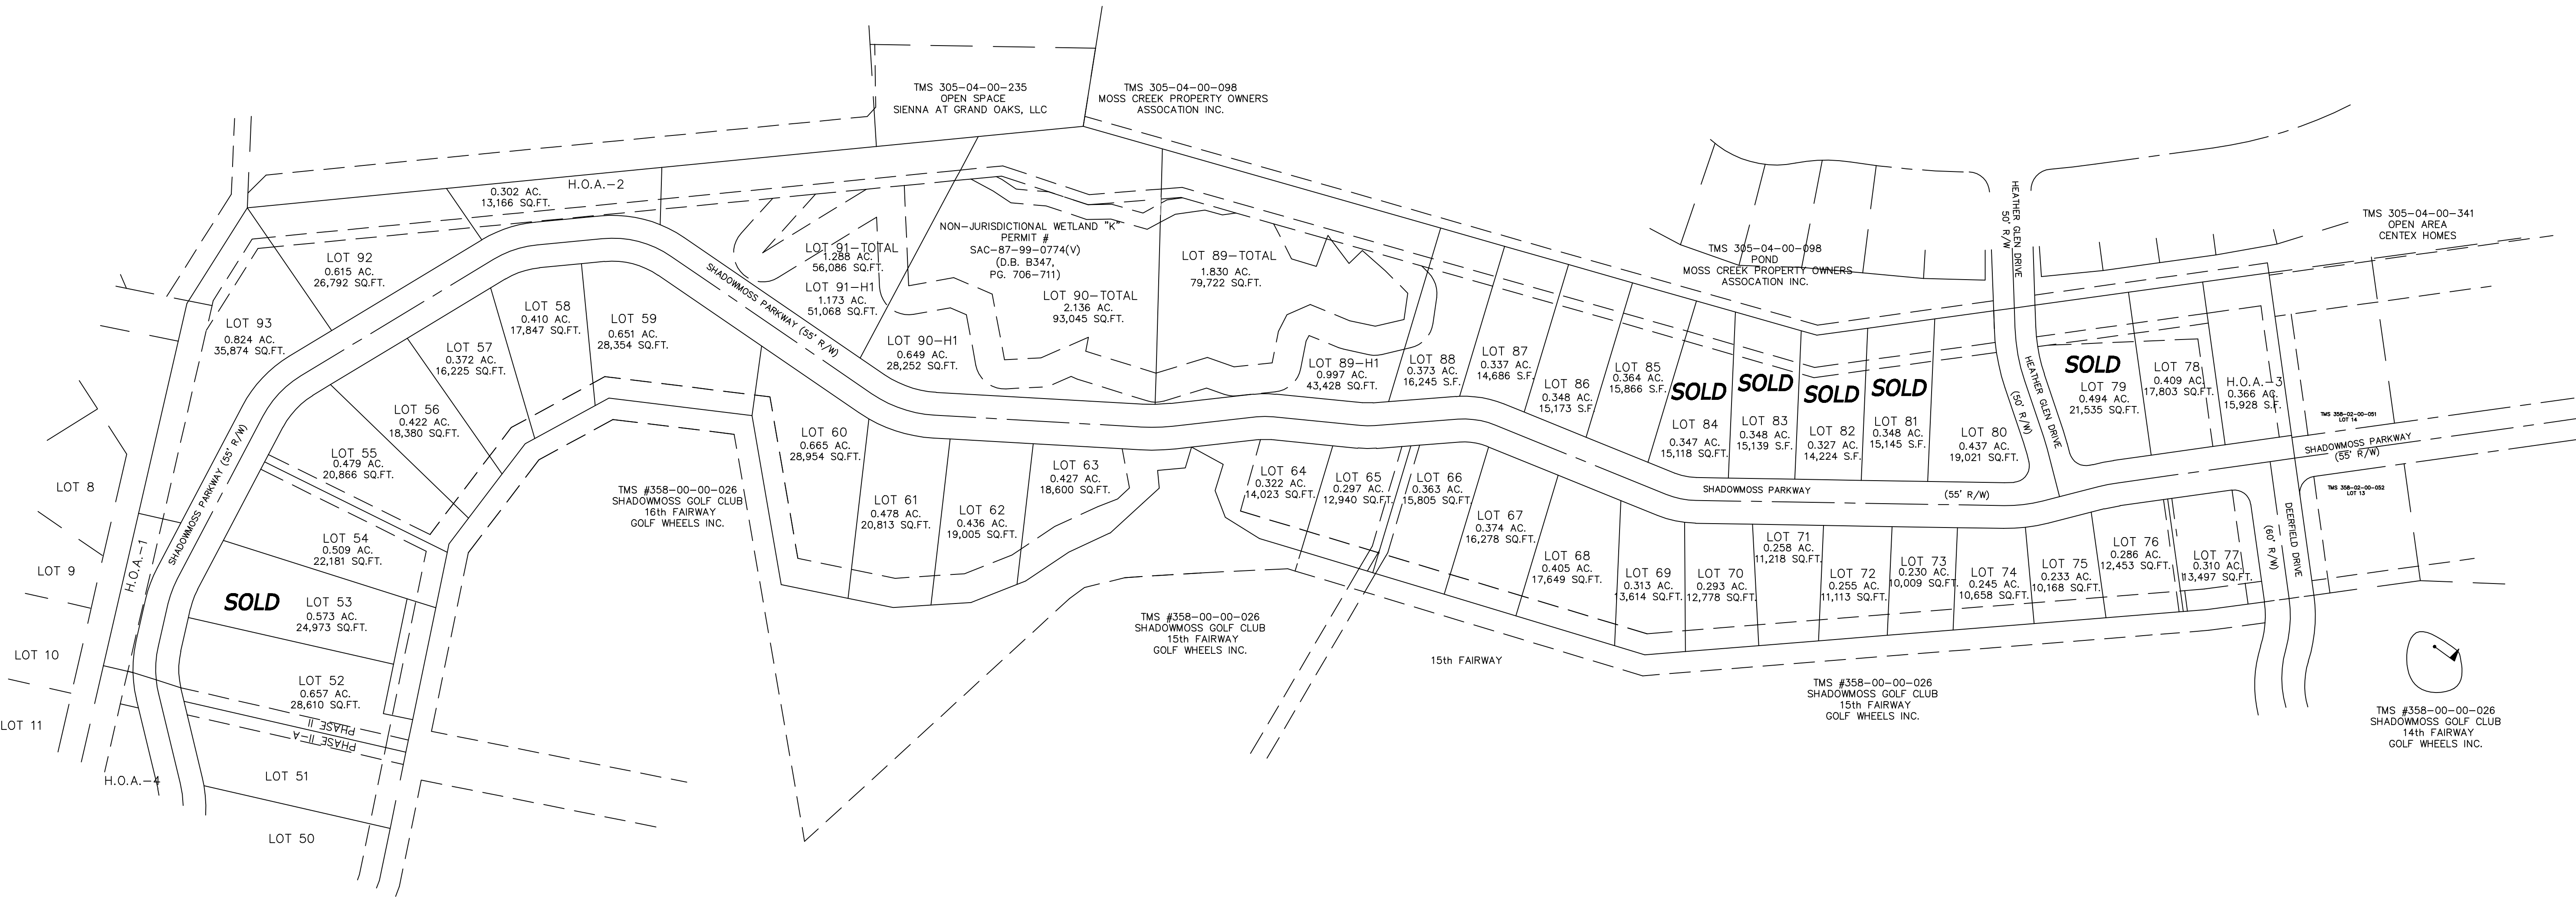 TMS 305-04-00-235
OPEN SPACE
SIENNA AT GRAND OAKS, LLC
TMS 305-04-00-098
MOSS CREEK PROPERTY OWNERS
ASSOCATION INC.
H.O.A.-2
0.302 AC.
13,166 SQ.FT.
LOT 92
0.615 AC.
26,792 SQ.FT.
LOT 93
0.824 AC.
35,874 SQ.FT.
LOT 91-TOTAL
1.288 AC.
56,086 SQ.FT.
LOT 91-H1
1.173 AC.
51,068 SQ.FT.
NON-JURISDICTIONAL WETLAND "K"
PERMIT #
SAC-87-99-0774(V)
(D.B. B347,
PG. 706-711)
LOT 90-TOTAL
2.136 AC.
93,045 SQ.FT.
LOT 90-H1
0.649 AC.
28,252 SQ.FT.
LOT 89-TOTAL
1.830 AC.
79,722 SQ.FT.
LOT 89-H1
0.997 AC.
43,428 SQ.FT.
LOT 88
0.373 AC.
16,245 S.F.
LOT 87
0.337 AC.
14,686 S.F.
LOT 86
0.348 AC.
15,173 S.F.
LOT 85
0.364 AC.
15,866 S.F.
SOLD
LOT 84
0.347 AC.
15,118 SQ.FT.
SOLD
LOT 83
0.348 AC.
15,139 SQ.FT.
SOLD
LOT 82
0.327 AC.
14,224 S.F.
SOLD
LOT 81
0.348 AC.
15,145 S.F.
LOT 80
0.437 AC.
19,021 SQ.FT.
TMS 305-04-00-098
POND
MOSS CREEK PROPERTY OWNERS
ASSOCATION INC.
HEATHER GLEN DRIVE
50' R/W
HEATHER GLEN DRIVE
(50' R/W)
SOLD
LOT 79
0.494 AC.
21,535 SQ.FT.
LOT 78
0.409 AC.
17,803 SQ.FT.
H.O.A.-3
0.366 AC.
15,928 S.F.
TMS 305-04-00-341
OPEN AREA
CENTEX HOMES
TMS 358-02-00-051
LOT 14
SHADOWMOSS PARKWAY
(55' R/W)
TMS 358-02-00-052
LOT 13
DEERFIELD DRIVE
(60' R/W)
SHADOWMOSS PARKWAY (55' R/W)
SHADOWMOSS PARKWAY (55' R/W)
SHADOWMOSS PARKWAY
(55' R/W)
LOT 59
0.651 AC.
28,354 SQ.FT.
LOT 58
0.410 AC.
17,847 SQ.FT.
LOT 57
0.372 AC.
16,225 SQ.FT.
LOT 56
0.422 AC.
18,380 SQ.FT.
LOT 55
0.479 AC.
20,866 SQ.FT.
LOT 54
0.509 AC.
22,181 SQ.FT.
SOLD
LOT 53
0.573 AC.
24,973 SQ.FT.
LOT 52
0.657 AC.
28,610 SQ.FT.
PHASE II
PHASE II-A
LOT 51
LOT 50
H.O.A.-1
H.O.A.-4
LOT 8
LOT 9
LOT 10
LOT 11
TMS #358-00-00-026
SHADOWMOSS GOLF CLUB
16th FAIRWAY
GOLF WHEELS INC.
LOT 60
0.665 AC.
28,954 SQ.FT.
LOT 61
0.478 AC.
20,813 SQ.FT.
LOT 62
0.436 AC.
19,005 SQ.FT.
LOT 63
0.427 AC.
18,600 SQ.FT.
LOT 64
0.322 AC.
14,023 SQ.FT.
LOT 65
0.297 AC.
12,940 SQ.FT.
LOT 66
0.363 AC.
15,805 SQ.FT.
LOT 67
0.374 AC.
16,278 SQ.FT.
LOT 68
0.405 AC.
17,649 SQ.FT.
LOT 69
0.313 AC.
13,614 SQ.FT.
LOT 70
0.293 AC.
12,778 SQ.FT.
LOT 71
0.258 AC.
11,218 SQ.FT.
LOT 72
0.255 AC.
11,113 SQ.FT.
LOT 73
0.230 AC.
10,009 SQ.FT.
LOT 74
0.245 AC.
10,658 SQ.FT.
LOT 75
0.233 AC.
10,168 SQ.FT.
LOT 76
0.286 AC.
12,453 SQ.FT.
LOT 77
0.310 AC.
13,497 SQ.FT.
TMS #358-00-00-026
SHADOWMOSS GOLF CLUB
15th FAIRWAY
GOLF WHEELS INC.
15th FAIRWAY
TMS #358-00-00-026
SHADOWMOSS GOLF CLUB
15th FAIRWAY
GOLF WHEELS INC.
TMS #358-00-00-026
SHADOWMOSS GOLF CLUB
14th FAIRWAY
GOLF WHEELS INC.